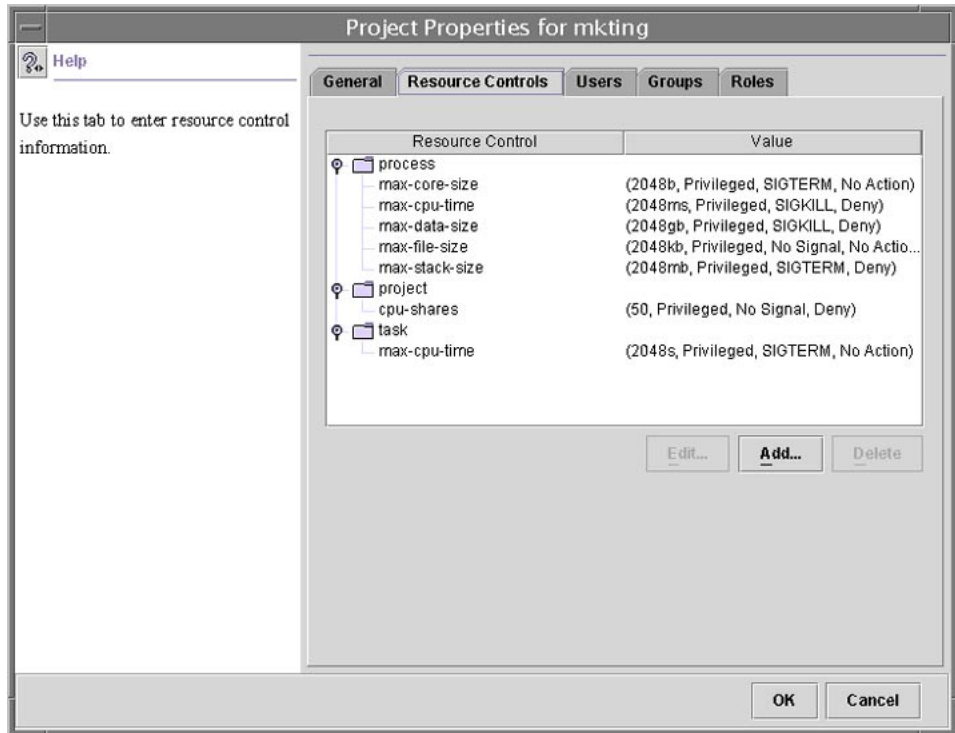 Project Properties for mkting
Help
General Resource Controls Users Groups Roles
Use this tab to enter resource control
information.
Resource Control Value
process
max-core-size (2048b, Privileged, SIGTERM, No Action)
max-cpu-time (2048ms, Privileged, SIGKILL, Deny)
max-data-size (2048gb, Privileged, SIGKILL, Deny)
max-file-size (2048kb, Privileged, No Signal, No Actio...
max-stack-size (2048mb, Privileged, SIGTERM, Deny)
project
cpu-shares (50, Privileged, No Signal, Deny)
task
max-cpu-time (2048s, Privileged, SIGTERM, No Action)
Edit... Add... Delete
OK Cancel